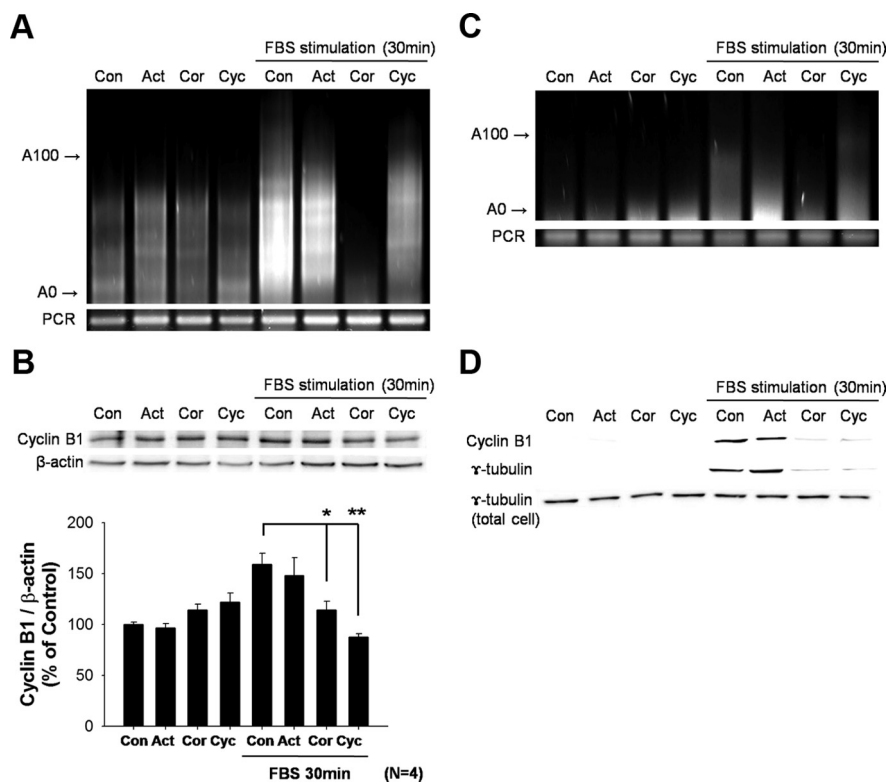 A
FBS stimulation (30min)
Con Act Cor Cyc Con Act Cor Cyc
A100 →
A0 →
PCR
B
FBS stimulation (30min)
Con Act Cor Cyc Con Act Cor Cyc
Cyclin B1
β-actin
* **
Cyclin B1 / β-actin
(% of Control)
200
150
100
50
0
Con Act Cor Cyc Con Act Cor Cyc
FBS 30min (N=4)
C
FBS stimulation (30min)
Con Act Cor Cyc Con Act Cor Cyc
A100 →
A0 →
PCR
D
FBS stimulation (30min)
Con Act Cor Cyc Con Act Cor Cyc
Cyclin B1
ɤ-tubulin
ɤ-tubulin
(total cell)